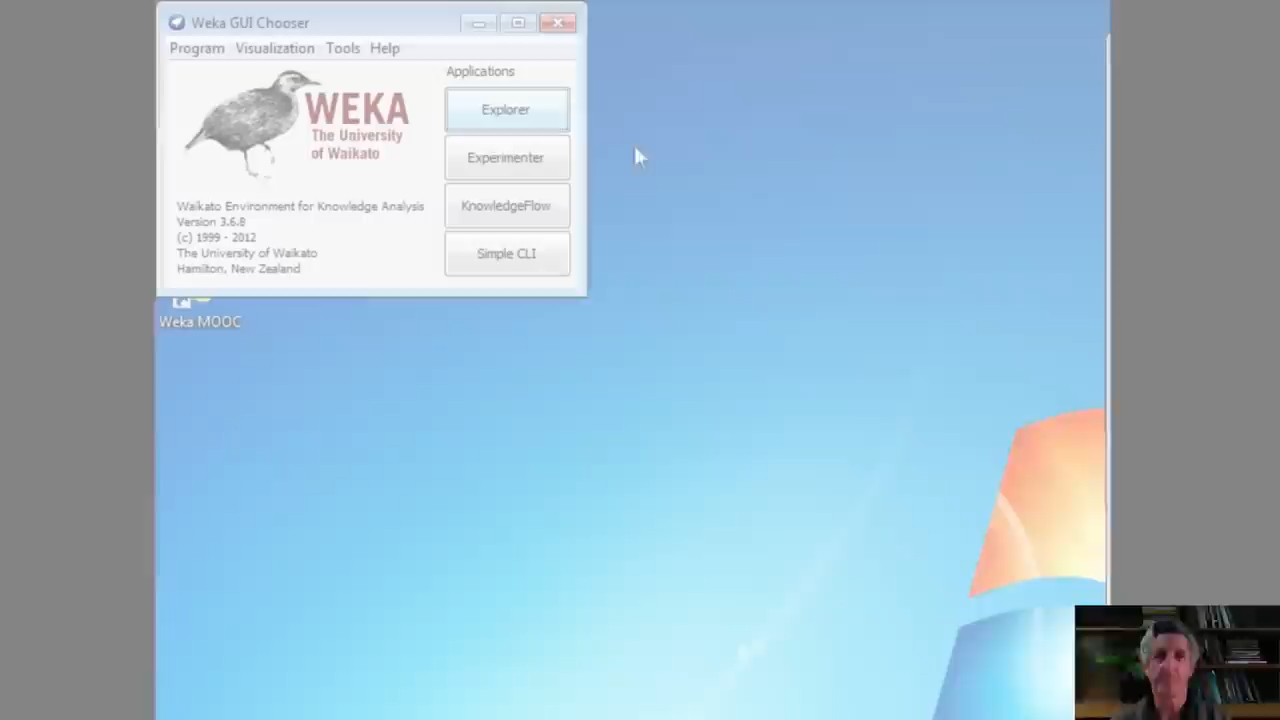 Weka GUI Chooser
Program Visualization Tools Help
Applications
WEKA
The University
of Waikato
Explorer
Experimenter
KnowledgeFlow
Simple CLI
Waikato Environment for Knowledge Analysis
Version 3.6.8
(c) 1999 - 2012
The University of Waikato
Hamilton, New Zealand
Weka MOOC